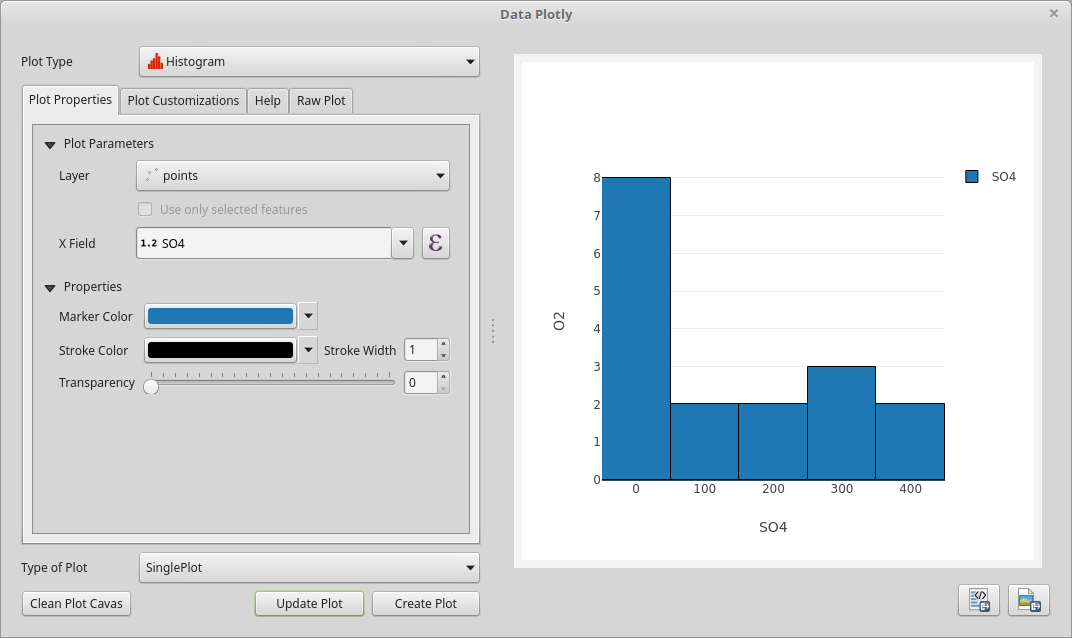 Data Plotly
Plot Type
Histogram
Plot Properties
Plot Customizations
Help
Raw Plot
Plot Parameters
Layer
points
Use only selected features
X Field
1.2 SO4
ε
Properties
Marker Color
Stroke Color
Stroke Width
1
Transparency
0
Type of Plot
SinglePlot
Clean Plot Cavas
Update Plot
Create Plot
SO4
8
7
6
5
4
3
2
1
0
O2
0 100 200 300 400
SO4